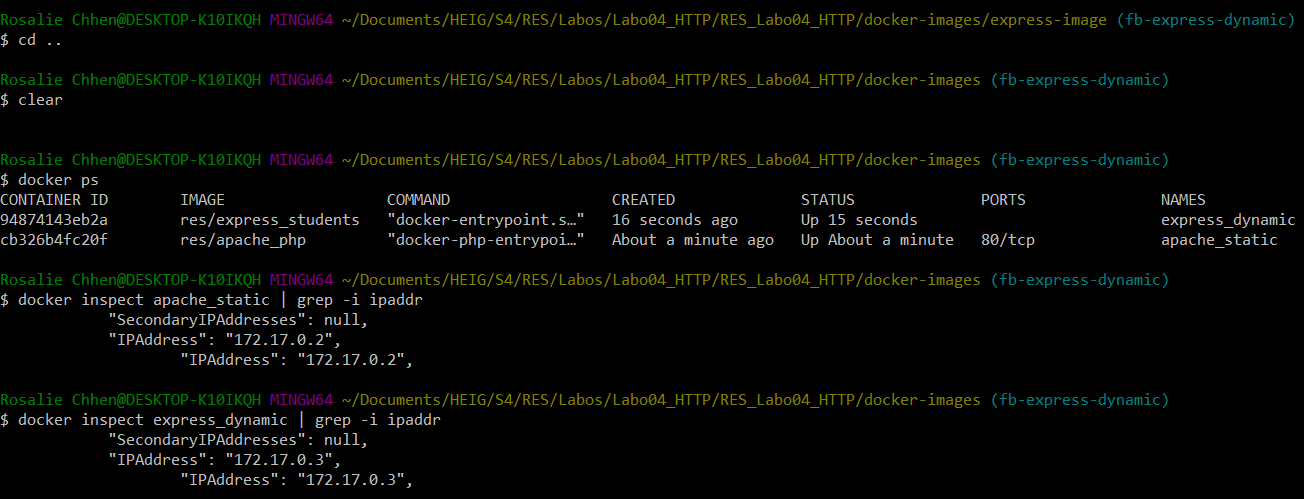 Rosalie Chhen@DESKTOP-K10IKQH MINGW64 ~/Documents/HEIG/S4/RES/Labos/Labo04_HTTP/RES_Labo04_HTTP/docker-images/express-image (fb-express-dynamic)
$ cd ..
Rosalie Chhen@DESKTOP-K10IKQH MINGW64 ~/Documents/HEIG/S4/RES/Labos/Labo04_HTTP/RES_Labo04_HTTP/docker-images (fb-express-dynamic)
$ clear
Rosalie Chhen@DESKTOP-K10IKQH MINGW64 ~/Documents/HEIG/S4/RES/Labos/Labo04_HTTP/RES_Labo04_HTTP/docker-images (fb-express-dynamic)
$ docker ps
CONTAINER ID        IMAGE                  COMMAND                  CREATED              STATUS              PORTS               NAMES
94874143eb2a        res/express_students   "docker-entrypoint.s…"   16 seconds ago       Up 15 seconds                           express_dynamic
cb326b4fc20f        res/apache_php         "docker-php-entrypoi…"   About a minute ago   Up About a minute   80/tcp              apache_static
Rosalie Chhen@DESKTOP-K10IKQH MINGW64 ~/Documents/HEIG/S4/RES/Labos/Labo04_HTTP/RES_Labo04_HTTP/docker-images (fb-express-dynamic)
$ docker inspect apache_static | grep -i ipaddr
            "SecondaryIPAddresses": null,
            "IPAddress": "172.17.0.2",
                    "IPAddress": "172.17.0.2",
Rosalie Chhen@DESKTOP-K10IKQH MINGW64 ~/Documents/HEIG/S4/RES/Labos/Labo04_HTTP/RES_Labo04_HTTP/docker-images (fb-express-dynamic)
$ docker inspect express_dynamic | grep -i ipaddr
            "SecondaryIPAddresses": null,
            "IPAddress": "172.17.0.3",
                    "IPAddress": "172.17.0.3",